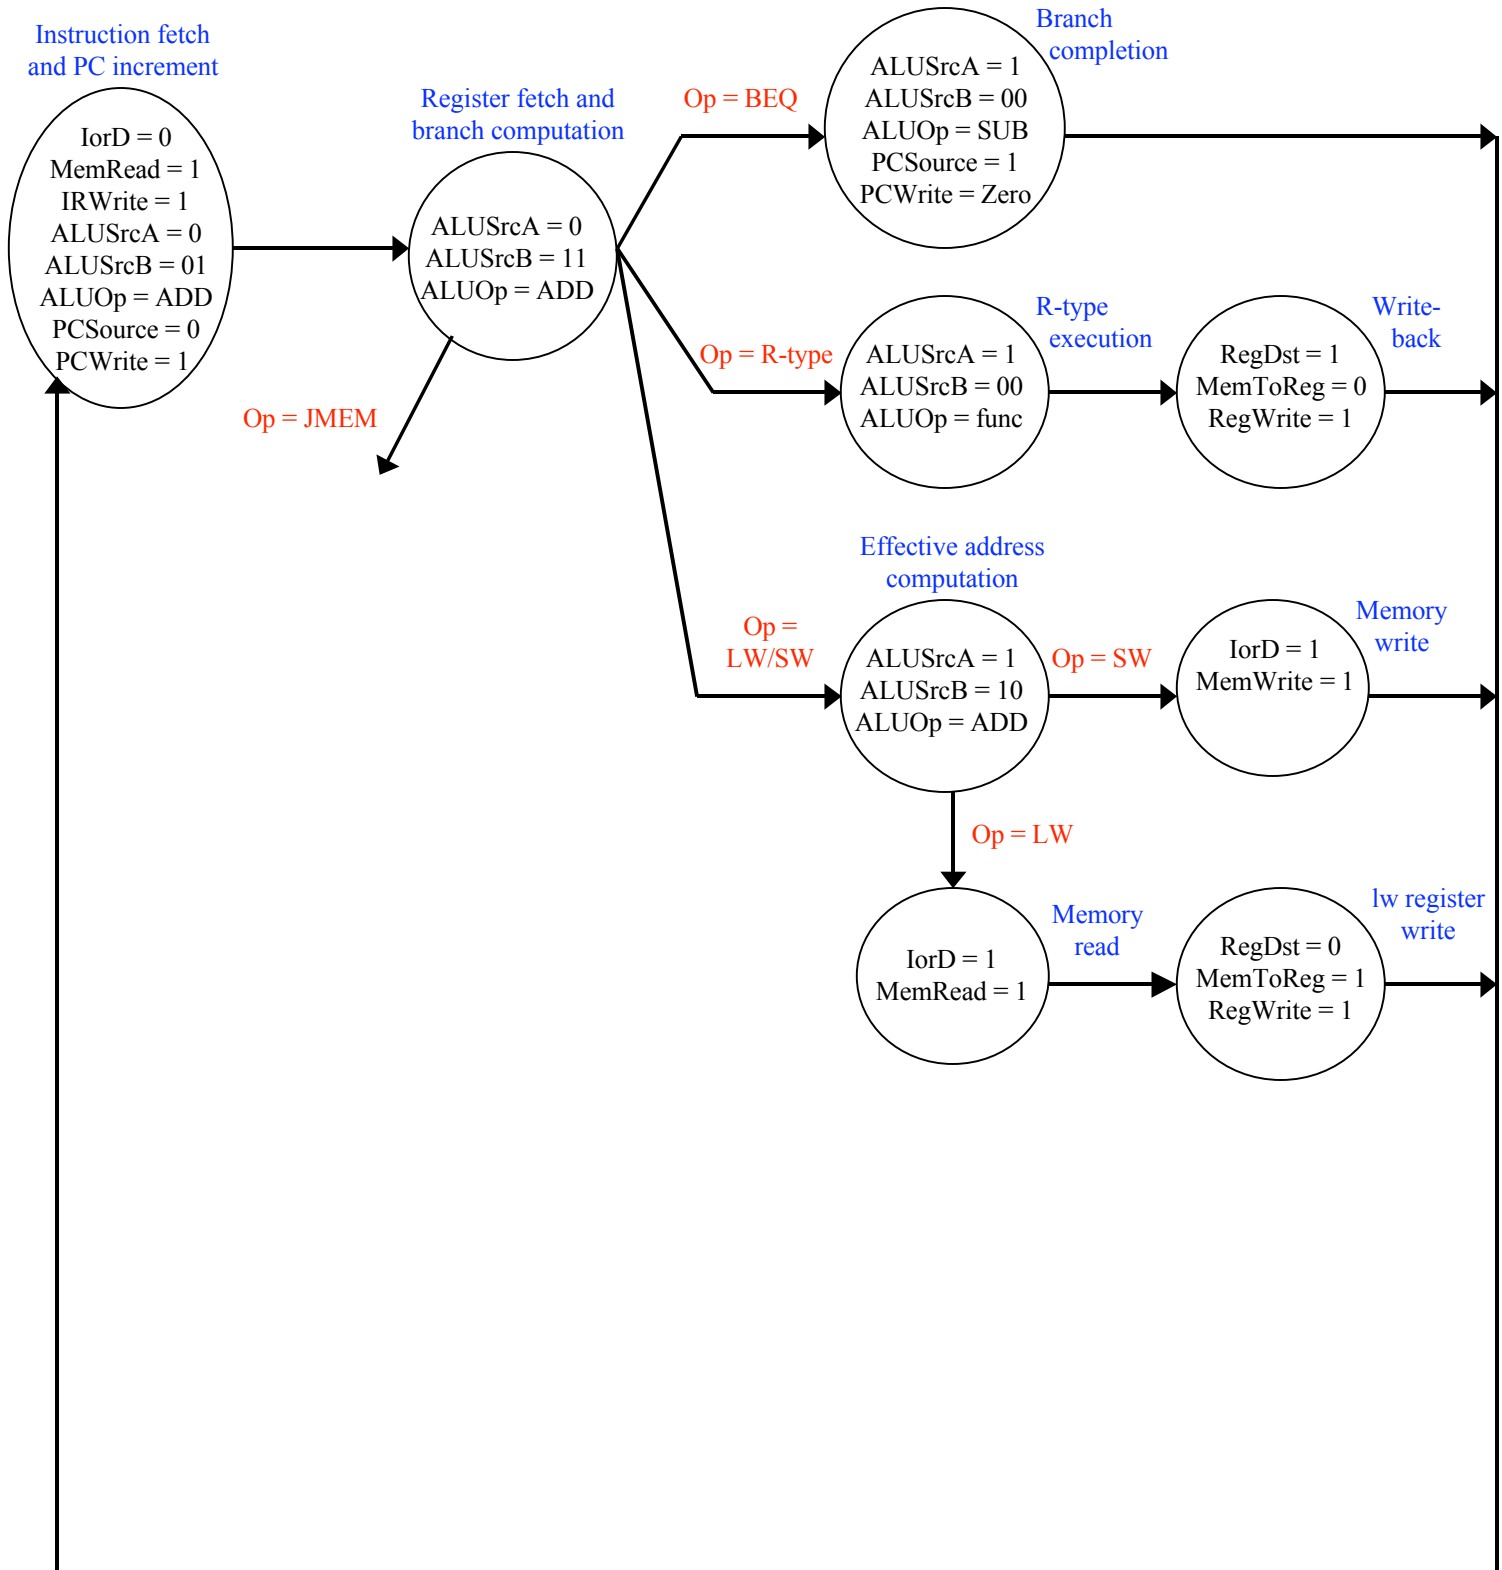 Instruction fetch
and PC increment
IorD = 0
MemRead = 1
IRWrite = 1
ALUSrcA = 0
ALUSrcB = 01
ALUOp = ADD
PCSource = 0
PCWrite = 1
Register fetch and
branch computation
ALUSrcA = 0
ALUSrcB = 11
ALUOp = ADD
Op = JMEM
Op = BEQ
Branch
completion
ALUSrcA = 1
ALUSrcB = 00
ALUOp = SUB
PCSource = 1
PCWrite = Zero
Op = R-type
R-type
execution
ALUSrcA = 1
ALUSrcB = 00
ALUOp = func
Write-
back
RegDst = 1
MemToReg = 0
RegWrite = 1
Effective address
computation
Op =
LW/SW
ALUSrcA = 1
ALUSrcB = 10
ALUOp = ADD
Op = SW
Memory
write
IorD = 1
MemWrite = 1
Op = LW
Memory
read
IorD = 1
MemRead = 1
lw register
write
RegDst = 0
MemToReg = 1
RegWrite = 1